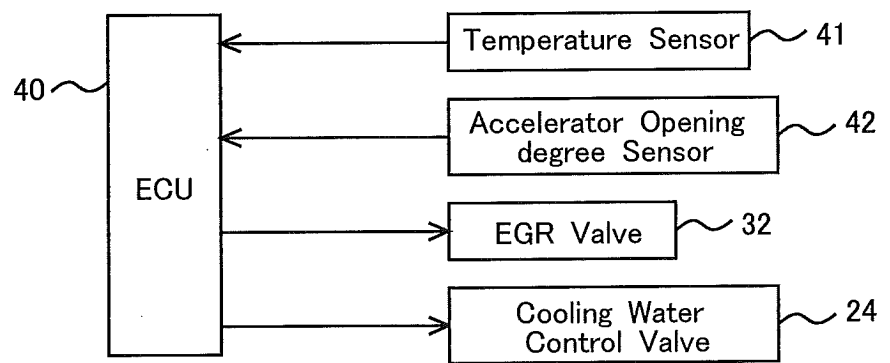 Temperature Sensor
41
40
Accelerator Opening
degree Sensor
42
ECU
EGR Valve
32
Cooling Water
Control Valve
24